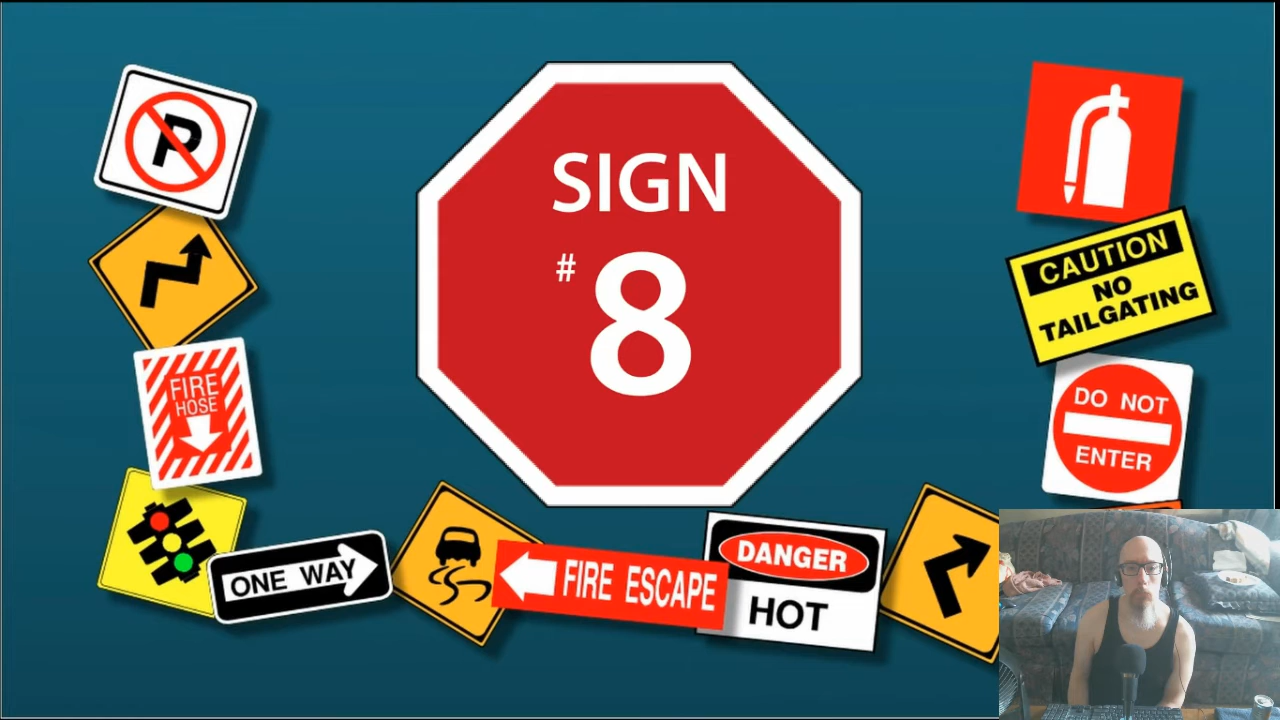 SIGN
#8
P
FIRE
HOSE
ONE WAY
FIRE ESCAPE
DANGER
HOT
CAUTION
NO
TAILGATING
DO NOT
ENTER